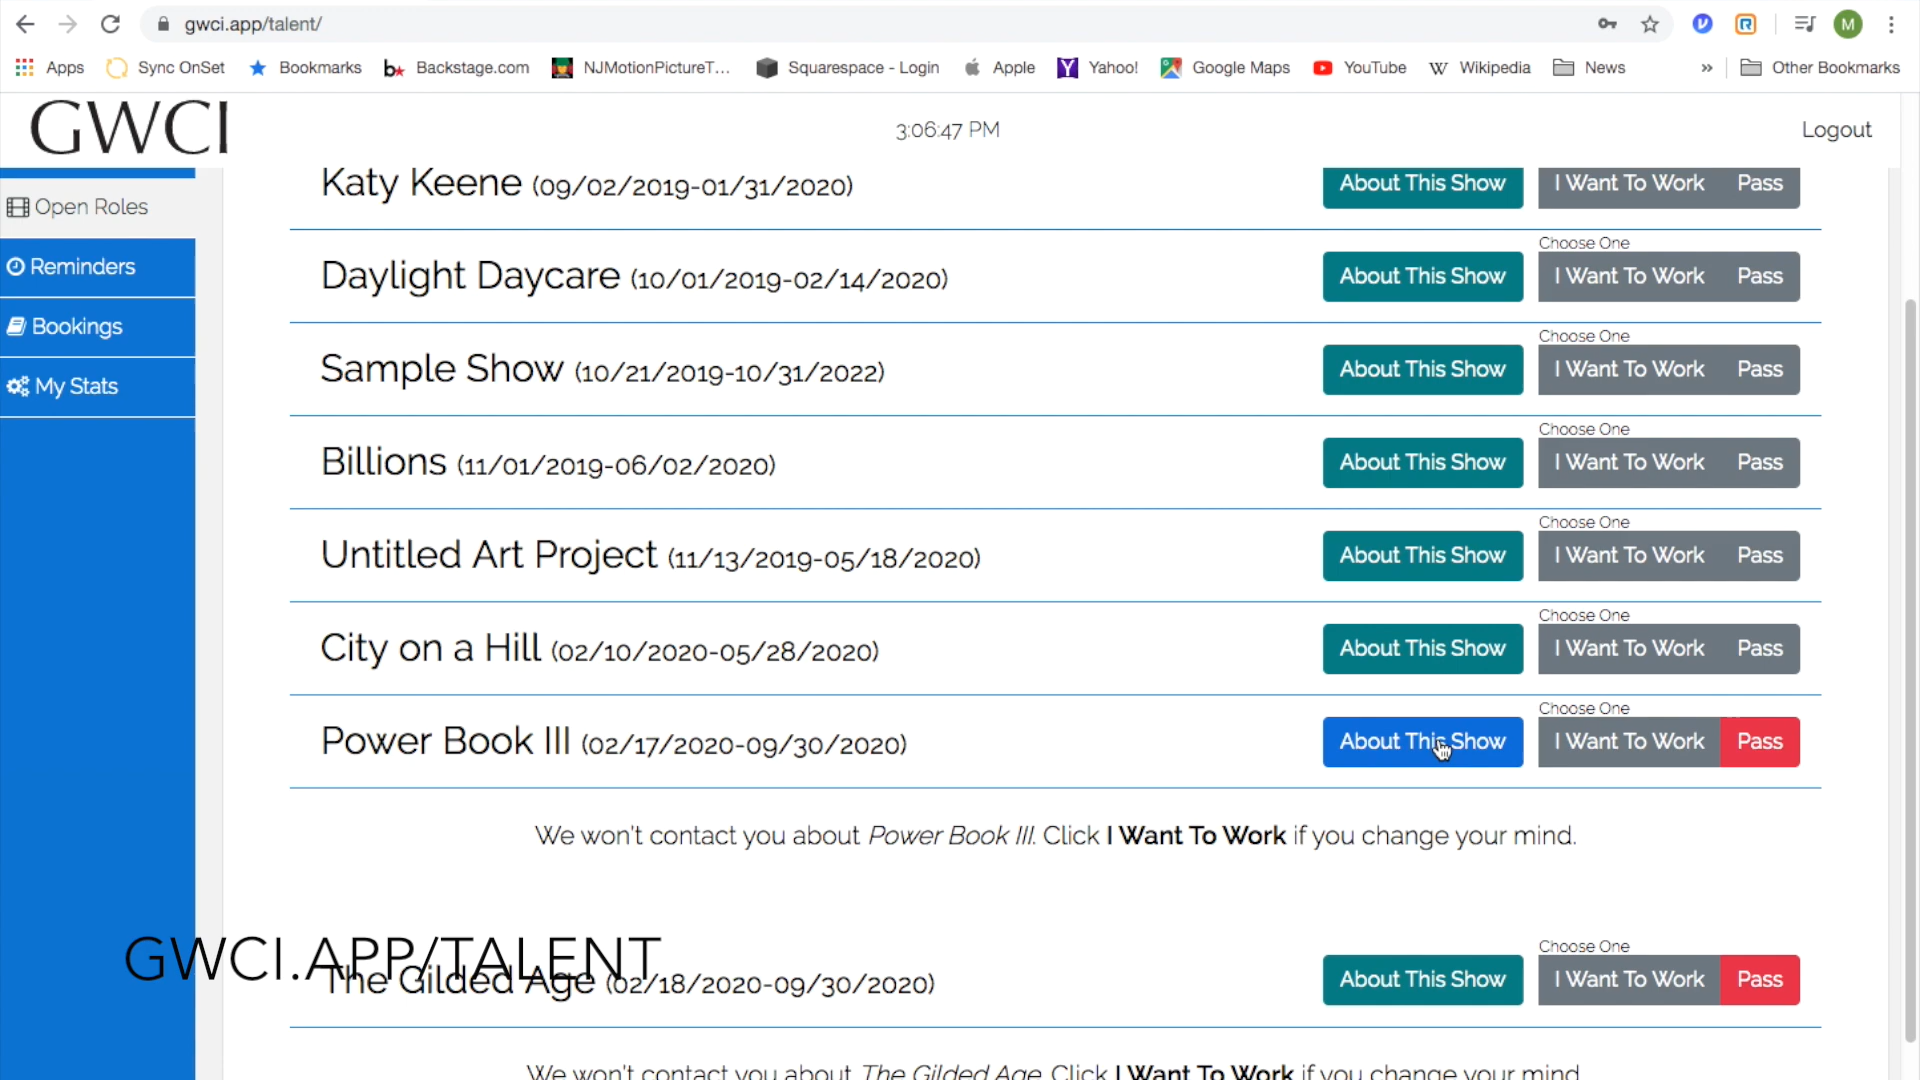 gwci.app/talent/
M
Apps Sync OnSet Bookmarks b* Backstage.com NJMotionPictureT... Squarespace - Login Apple Yahoo! Google Maps YouTube W Wikipedia News » Other Bookmarks
GWCI 3:06:47 PM Logout
Open Roles
Reminders
Bookings
My Stats
Katy Keene (09/02/2019-01/31/2020) About This Show I Want To Work Pass
Choose One
Daylight Daycare (10/01/2019-02/14/2020) About This Show I Want To Work Pass
Choose One
Sample Show (10/21/2019-10/31/2022) About This Show I Want To Work Pass
Choose One
Billions (11/01/2019-06/02/2020) About This Show I Want To Work Pass
Choose One
Untitled Art Project (11/13/2019-05/18/2020) About This Show I Want To Work Pass
Choose One
City on a Hill (02/10/2020-05/28/2020) About This Show I Want To Work Pass
Choose One
Power Book III (02/17/2020-09/30/2020) About This Show I Want To Work Pass
We won't contact you about Power Book III. Click I Want To Work if you change your mind.
GWCI.APP/TALENT
Choose One
The Gilded Age (02/18/2020-09/30/2020) About This Show I Want To Work Pass
We won't contact you about The Gilded Age. Click I Want To Work if you change your mind.